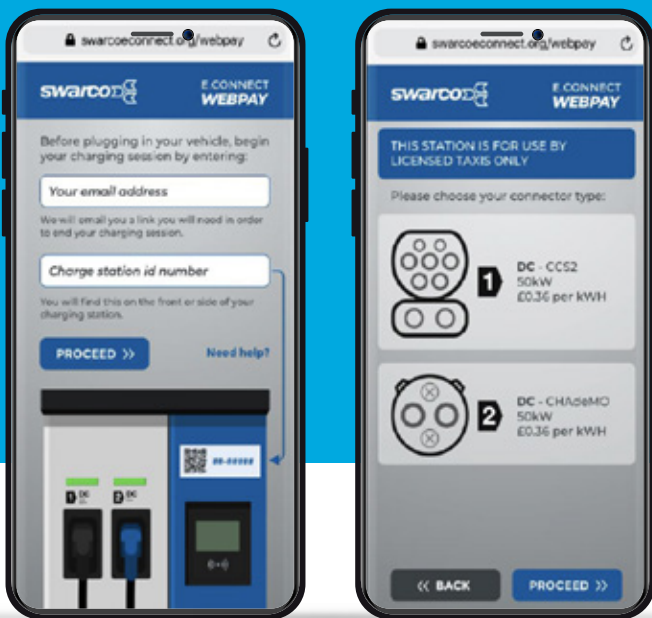 swarcoeconnect.org/webpay
swarco
E.CONNECT
WEBPAY
Before plugging in your vehicle, begin
your charging session by entering:
Your email address
We will email you a link you will need in order
to end your charging session.
Charge station id number
You will find this on the front or side of your
charging station.
PROCEED >>
Need help?
##-#####
1 DC
2 DC
swarcoeconnect.org/webpay
swarco
E.CONNECT
WEBPAY
THIS STATION IS FOR USE BY
LICENSED TAXIS ONLY
Please choose your connector type:
1
DC - CCS2
50kW
£0.36 per kWH
2
DC - CHAdeMO
50kW
£0.36 per kWH
<< BACK
PROCEED >>